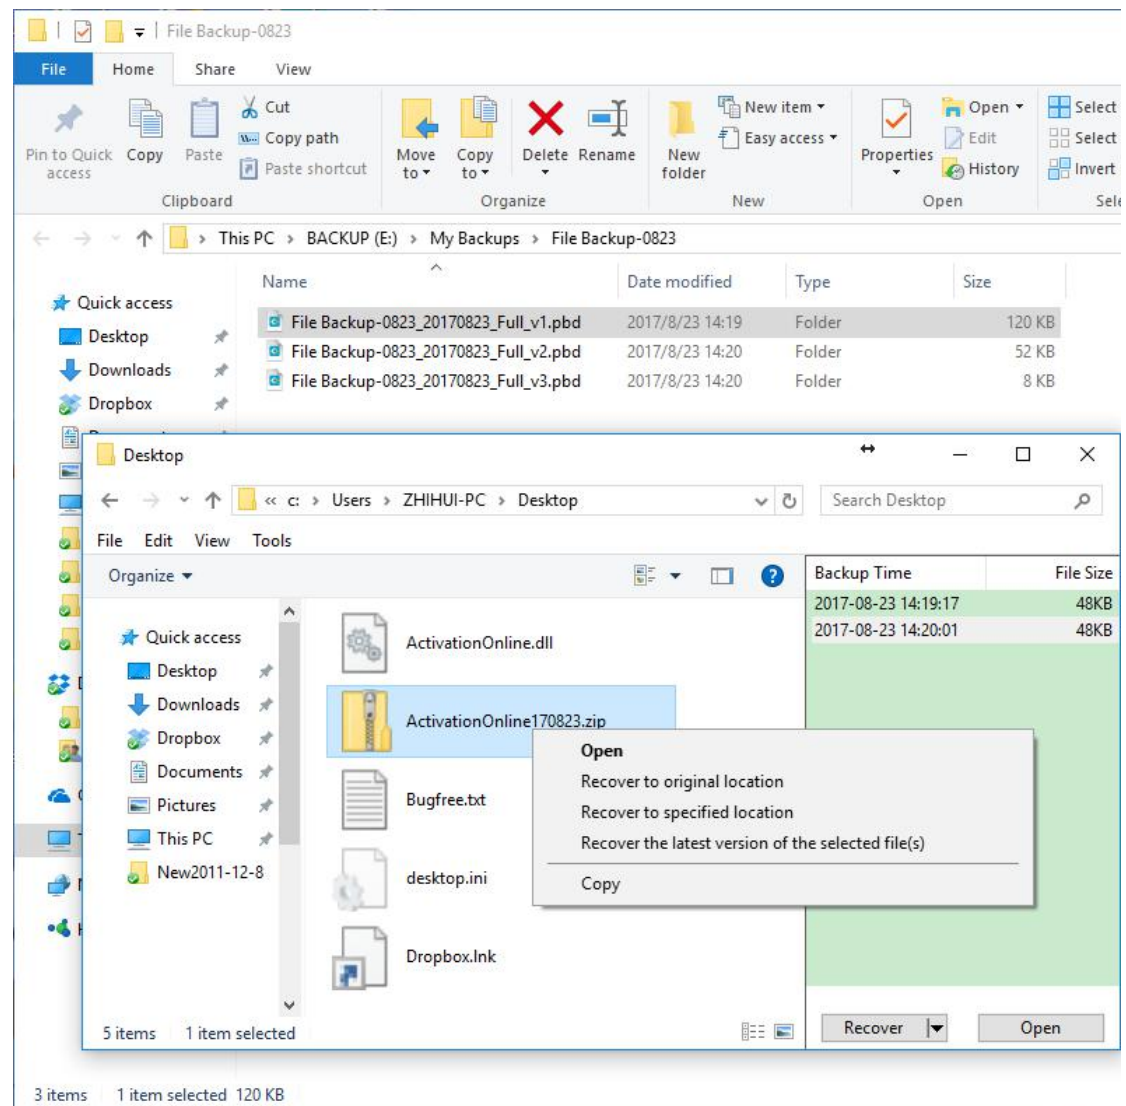 File Backup-0823
File Home Share View
Pin to Quick access
Copy
Paste
Cut
Copy path
Paste shortcut
Move to
Copy to
Delete
Rename
New folder
New item
Easy access
Properties
Open
Edit
History
Select
Select
Invert
Clipboard Organize New Open
This PC > BACKUP (E:) > My Backups > File Backup-0823
Name Date modified Type Size
File Backup-0823_20170823_Full_v1.pbd 2017/8/23 14:19 Folder 120 KB
File Backup-0823_20170823_Full_v2.pbd 2017/8/23 14:20 Folder 52 KB
File Backup-0823_20170823_Full_v3.pbd 2017/8/23 14:20 Folder 8 KB
Quick access
Desktop
Downloads
Dropbox
Desktop
« c: > Users > ZHIHUI-PC > Desktop
Search Desktop
File Edit View Tools
Organize
Backup Time File Size
2017-08-23 14:19:17 48KB
2017-08-23 14:20:01 48KB
Quick access
Desktop
Downloads
Dropbox
Documents
Pictures
This PC
New2011-12-8
ActivationOnline.dll
ActivationOnline170823.zip
Bugfree.txt
desktop.ini
Dropbox.lnk
Open
Recover to original location
Recover to specified location
Recover the latest version of the selected file(s)
Copy
5 items 1 item selected
Recover Open
3 items 1 item selected 120 KB